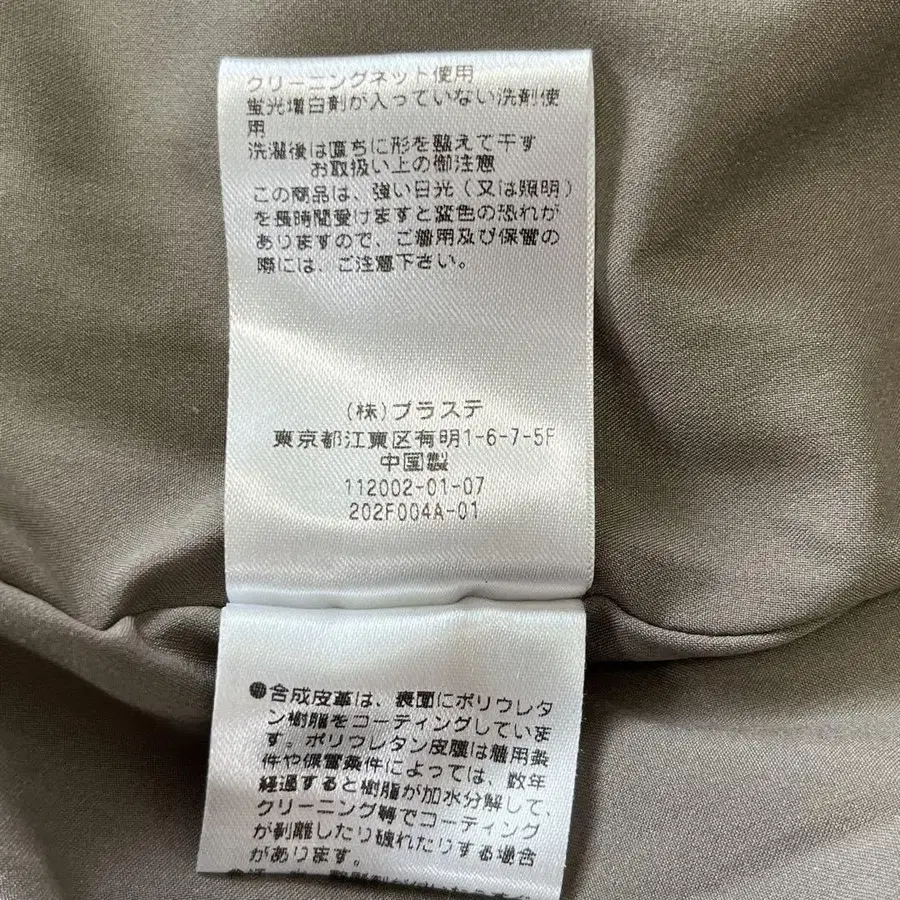 クリーニングネット使用
蛍光増白剤が入っていない洗剤使
用
洗濯後は直ちに形を整えて干す
お取扱い上の御注意
この商品は、強い日光(又は照明)
を長時間受けますと変色の恐れが
ありますので、ご着用及び保管の
際には、ご注意下さい。
(株)プラステ
東京都江東区有明1-6-7-5F
中国製
112002-01-07
202F004A-01
●合成皮革は、表面にポリウレタ
ン樹脂をコーティングしていま
す。ポリウレタン皮膜は着用条
件や保管条件によっては、数年
経過すると樹脂が加水分解して、
クリーニング等でコーティング
が剥離したり破れたりする場合
があります。